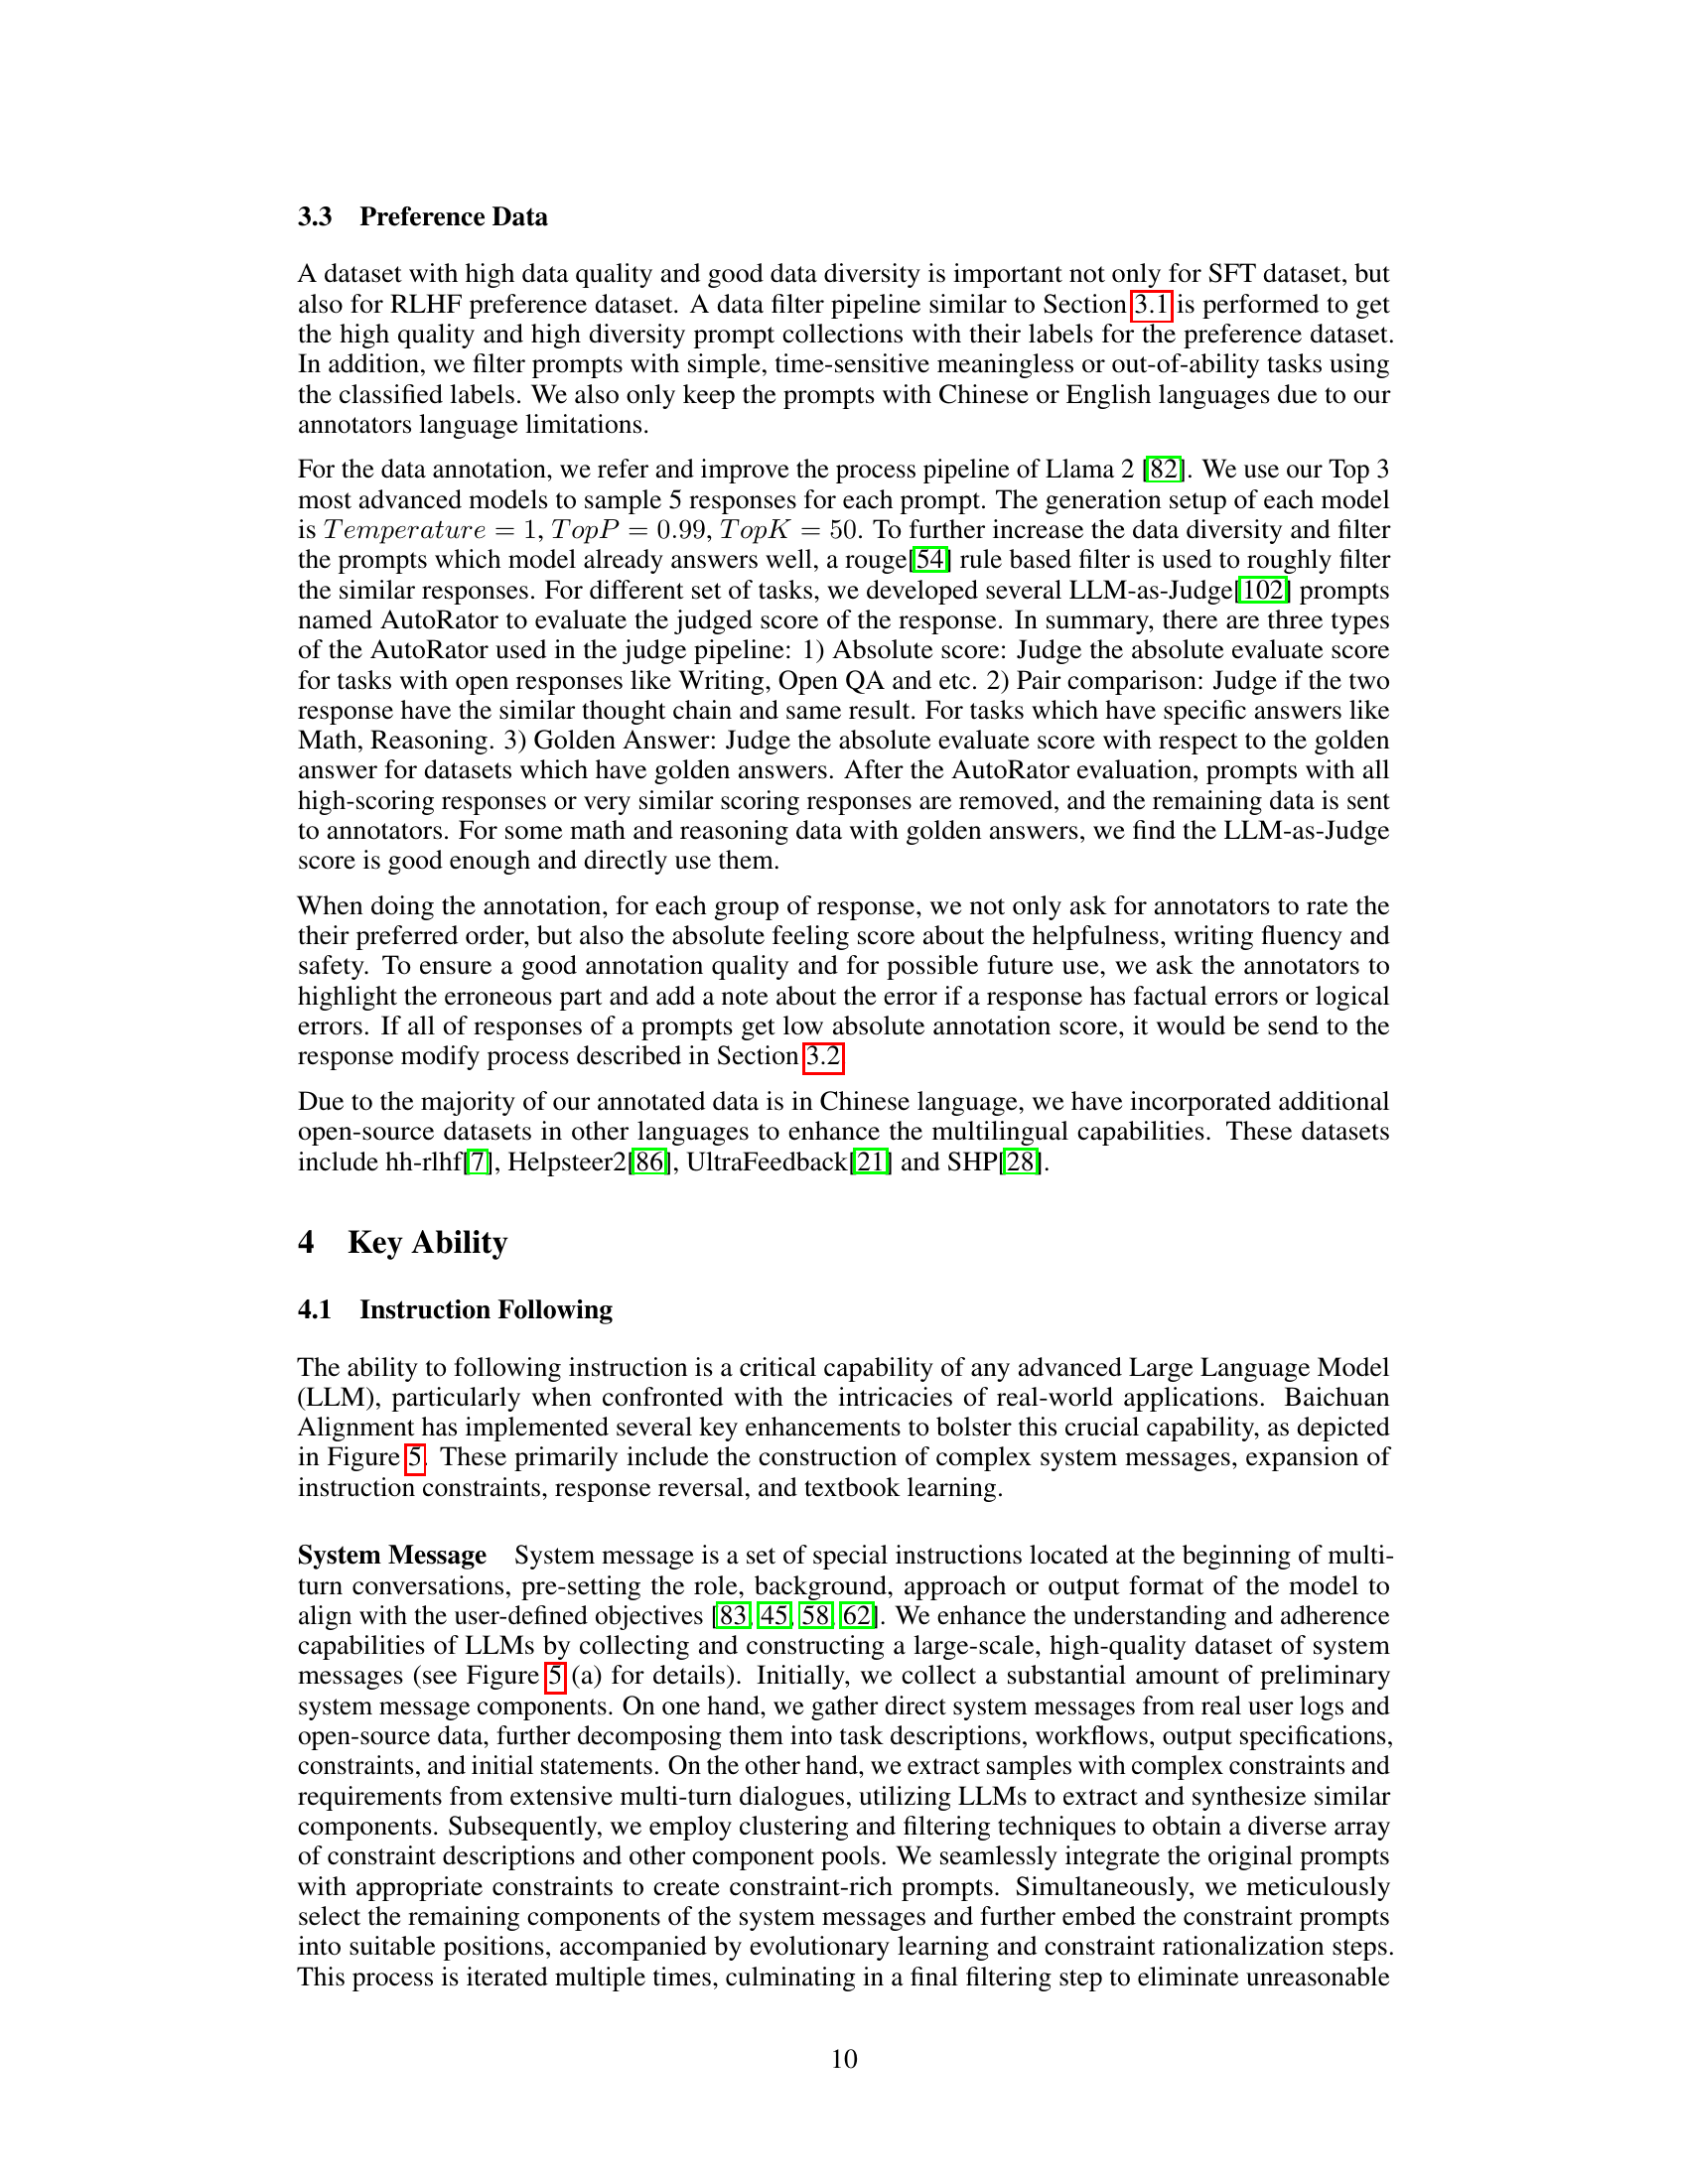 3.3 Preference Data
A dataset with high data quality and good data diversity is important not only for SFT dataset, but
also for RLHF preference dataset. A data filter pipeline similar to Section 3.1 is performed to get
the high quality and high diversity prompt collections with their labels for the preference dataset.
In addition, we filter prompts with simple, time-sensitive meaningless or out-of-ability tasks using
the classified labels. We also only keep the prompts with Chinese or English languages due to our
annotators language limitations.
For the data annotation, we refer and improve the process pipeline of Llama 2 [82]. We use our Top 3
most advanced models to sample 5 responses for each prompt. The generation setup of each model
is Temperature = 1, TopP = 0.99, TopK = 50. To further increase the data diversity and filter
the prompts which model already answers well, a rouge[54] rule based filter is used to roughly filter
the similar responses. For different set of tasks, we developed several LLM-as-Judge[102] prompts
named AutoRator to evaluate the judged score of the response. In summary, there are three types
of the AutoRator used in the judge pipeline: 1) Absolute score: Judge the absolute evaluate score
for tasks with open responses like Writing, Open QA and etc. 2) Pair comparison: Judge if the two
response have the similar thought chain and same result. For tasks which have specific answers like
Math, Reasoning. 3) Golden Answer: Judge the absolute evaluate score with respect to the golden
answer for datasets which have golden answers. After the AutoRator evaluation, prompts with all
high-scoring responses or very similar scoring responses are removed, and the remaining data is sent
to annotators. For some math and reasoning data with golden answers, we find the LLM-as-Judge
score is good enough and directly use them.
When doing the annotation, for each group of response, we not only ask for annotators to rate the
their preferred order, but also the absolute feeling score about the helpfulness, writing fluency and
safety. To ensure a good annotation quality and for possible future use, we ask the annotators to
highlight the erroneous part and add a note about the error if a response has factual errors or logical
errors. If all of responses of a prompts get low absolute annotation score, it would be send to the
response modify process described in Section 3.2
Due to the majority of our annotated data is in Chinese language, we have incorporated additional
open-source datasets in other languages to enhance the multilingual capabilities. These datasets
include hh-rlhf[7], Helpsteer2[86], UltraFeedback[21] and SHP[28].
4 Key Ability
4.1 Instruction Following
The ability to following instruction is a critical capability of any advanced Large Language Model
(LLM), particularly when confronted with the intricacies of real-world applications. Baichuan
Alignment has implemented several key enhancements to bolster this crucial capability, as depicted
in Figure 5. These primarily include the construction of complex system messages, expansion of
instruction constraints, response reversal, and textbook learning.
System Message System message is a set of special instructions located at the beginning of multi-
turn conversations, pre-setting the role, background, approach or output format of the model to
align with the user-defined objectives [83, 45, 58, 62]. We enhance the understanding and adherence
capabilities of LLMs by collecting and constructing a large-scale, high-quality dataset of system
messages (see Figure 5 (a) for details). Initially, we collect a substantial amount of preliminary
system message components. On one hand, we gather direct system messages from real user logs and
open-source data, further decomposing them into task descriptions, workflows, output specifications,
constraints, and initial statements. On the other hand, we extract samples with complex constraints and
requirements from extensive multi-turn dialogues, utilizing LLMs to extract and synthesize similar
components. Subsequently, we employ clustering and filtering techniques to obtain a diverse array
of constraint descriptions and other component pools. We seamlessly integrate the original prompts
with appropriate constraints to create constraint-rich prompts. Simultaneously, we meticulously
select the remaining components of the system messages and further embed the constraint prompts
into suitable positions, accompanied by evolutionary learning and constraint rationalization steps.
This process is iterated multiple times, culminating in a final filtering step to eliminate unreasonable
10